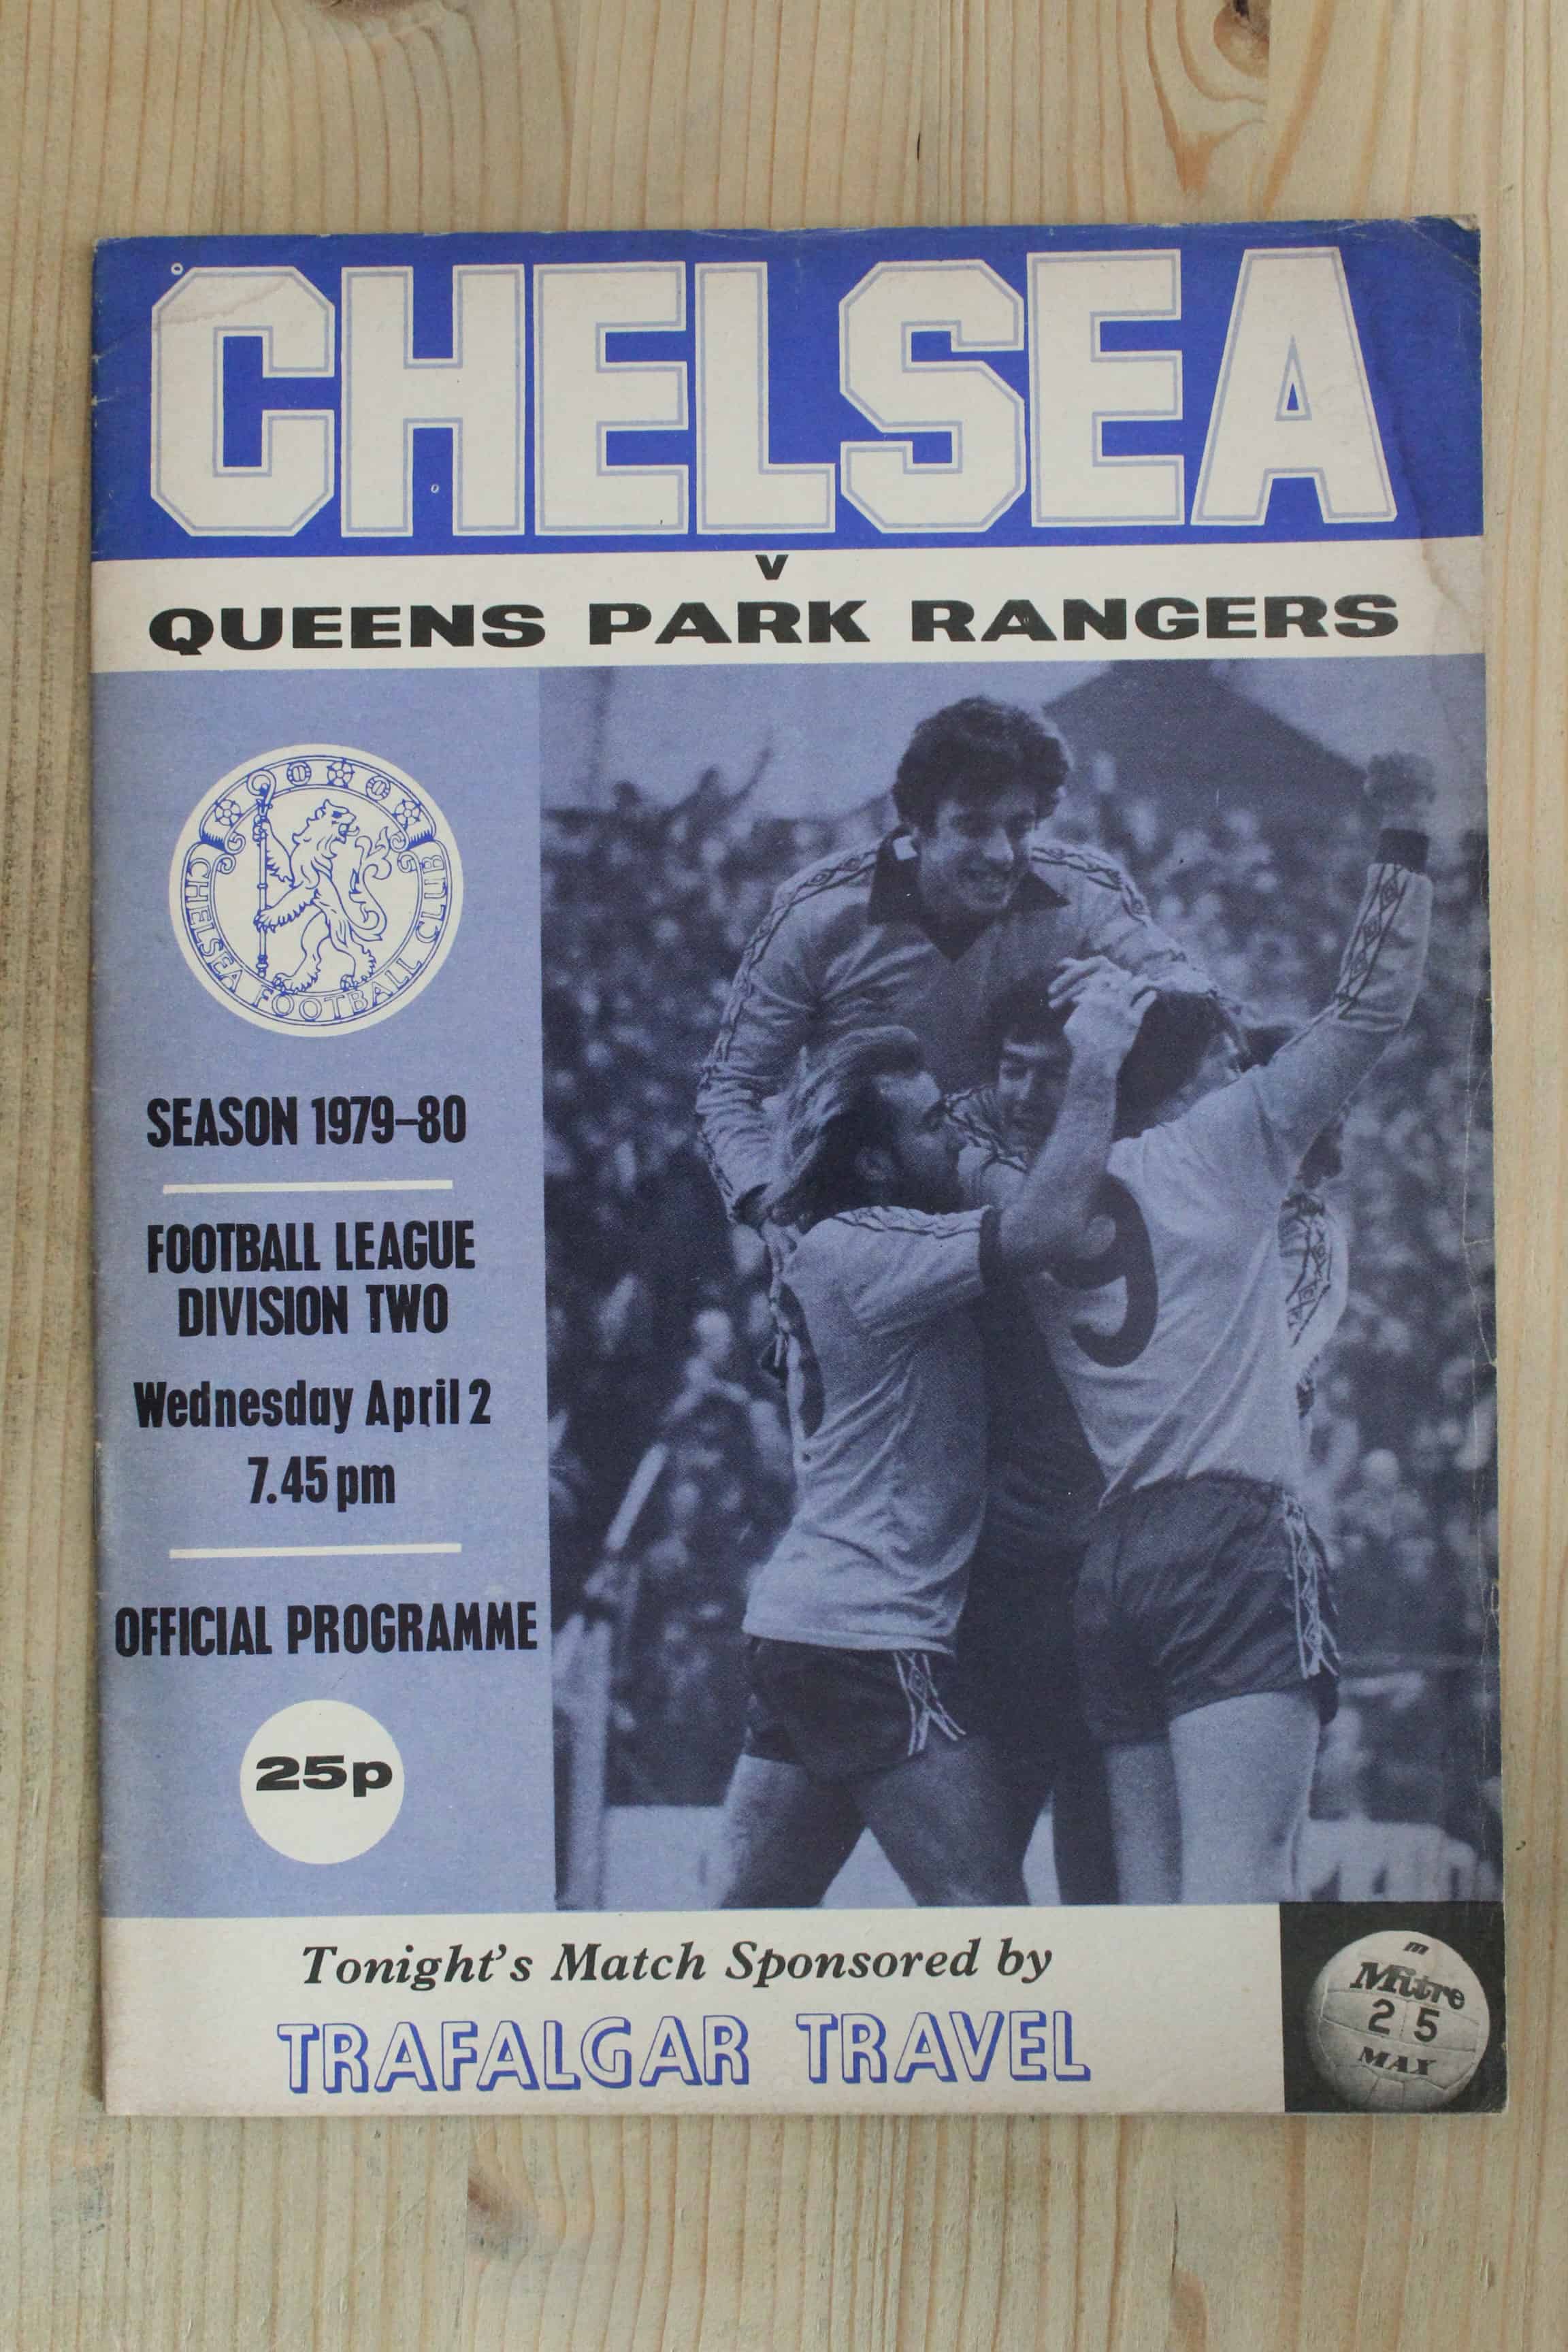 CHELSEA
v
QUEENS PARK RANGERS
CHELSEA FOOTBALL CLUB
SEASON 1979–80
FOOTBALL LEAGUE
DIVISION TWO
Wednesday April 2
7.45 pm
OFFICIAL PROGRAMME
25p
9
Tonight's Match Sponsored by
TRAFALGAR TRAVEL
m
Mitre
25
MAX